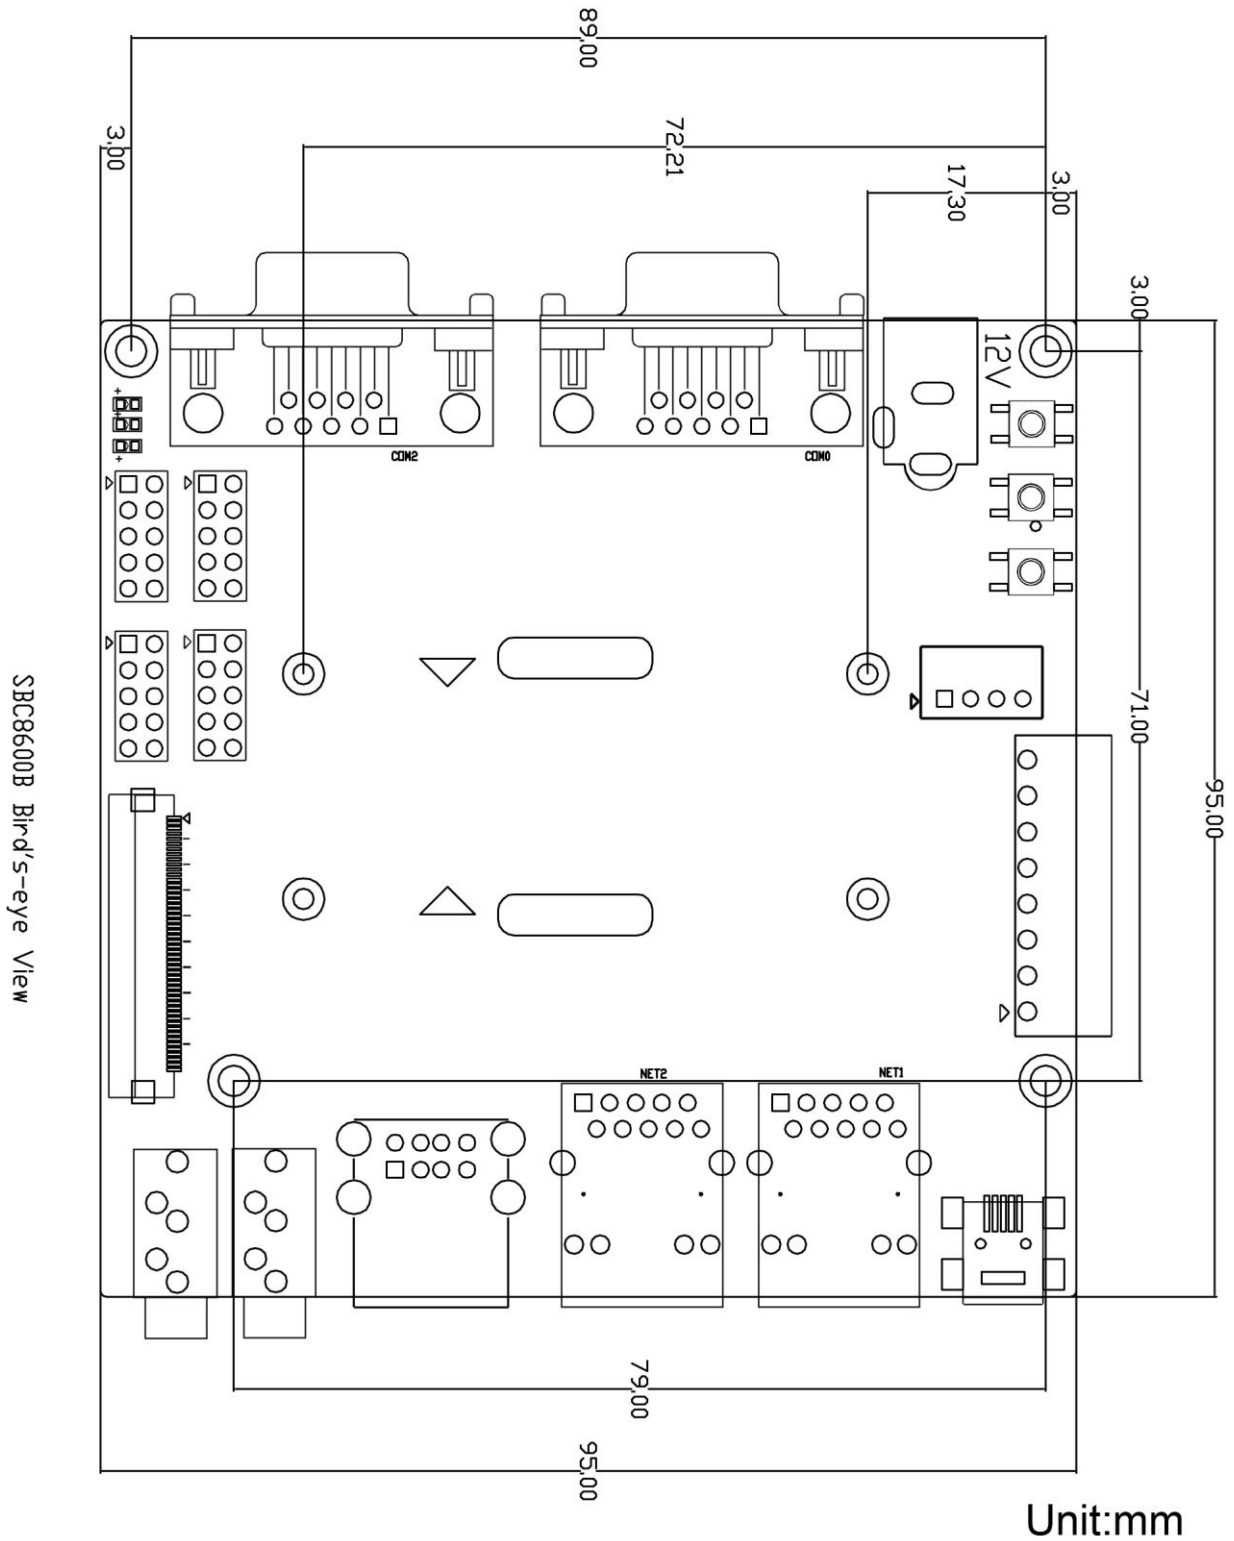 89.00
72.21
3.00
17.30
3.00
3.00
12V
COM2
COM0
+
+
+
71.00
95.00
SBC8600B Bird's-eye View
NET2
NET1
79.00
95.00
Unit:mm